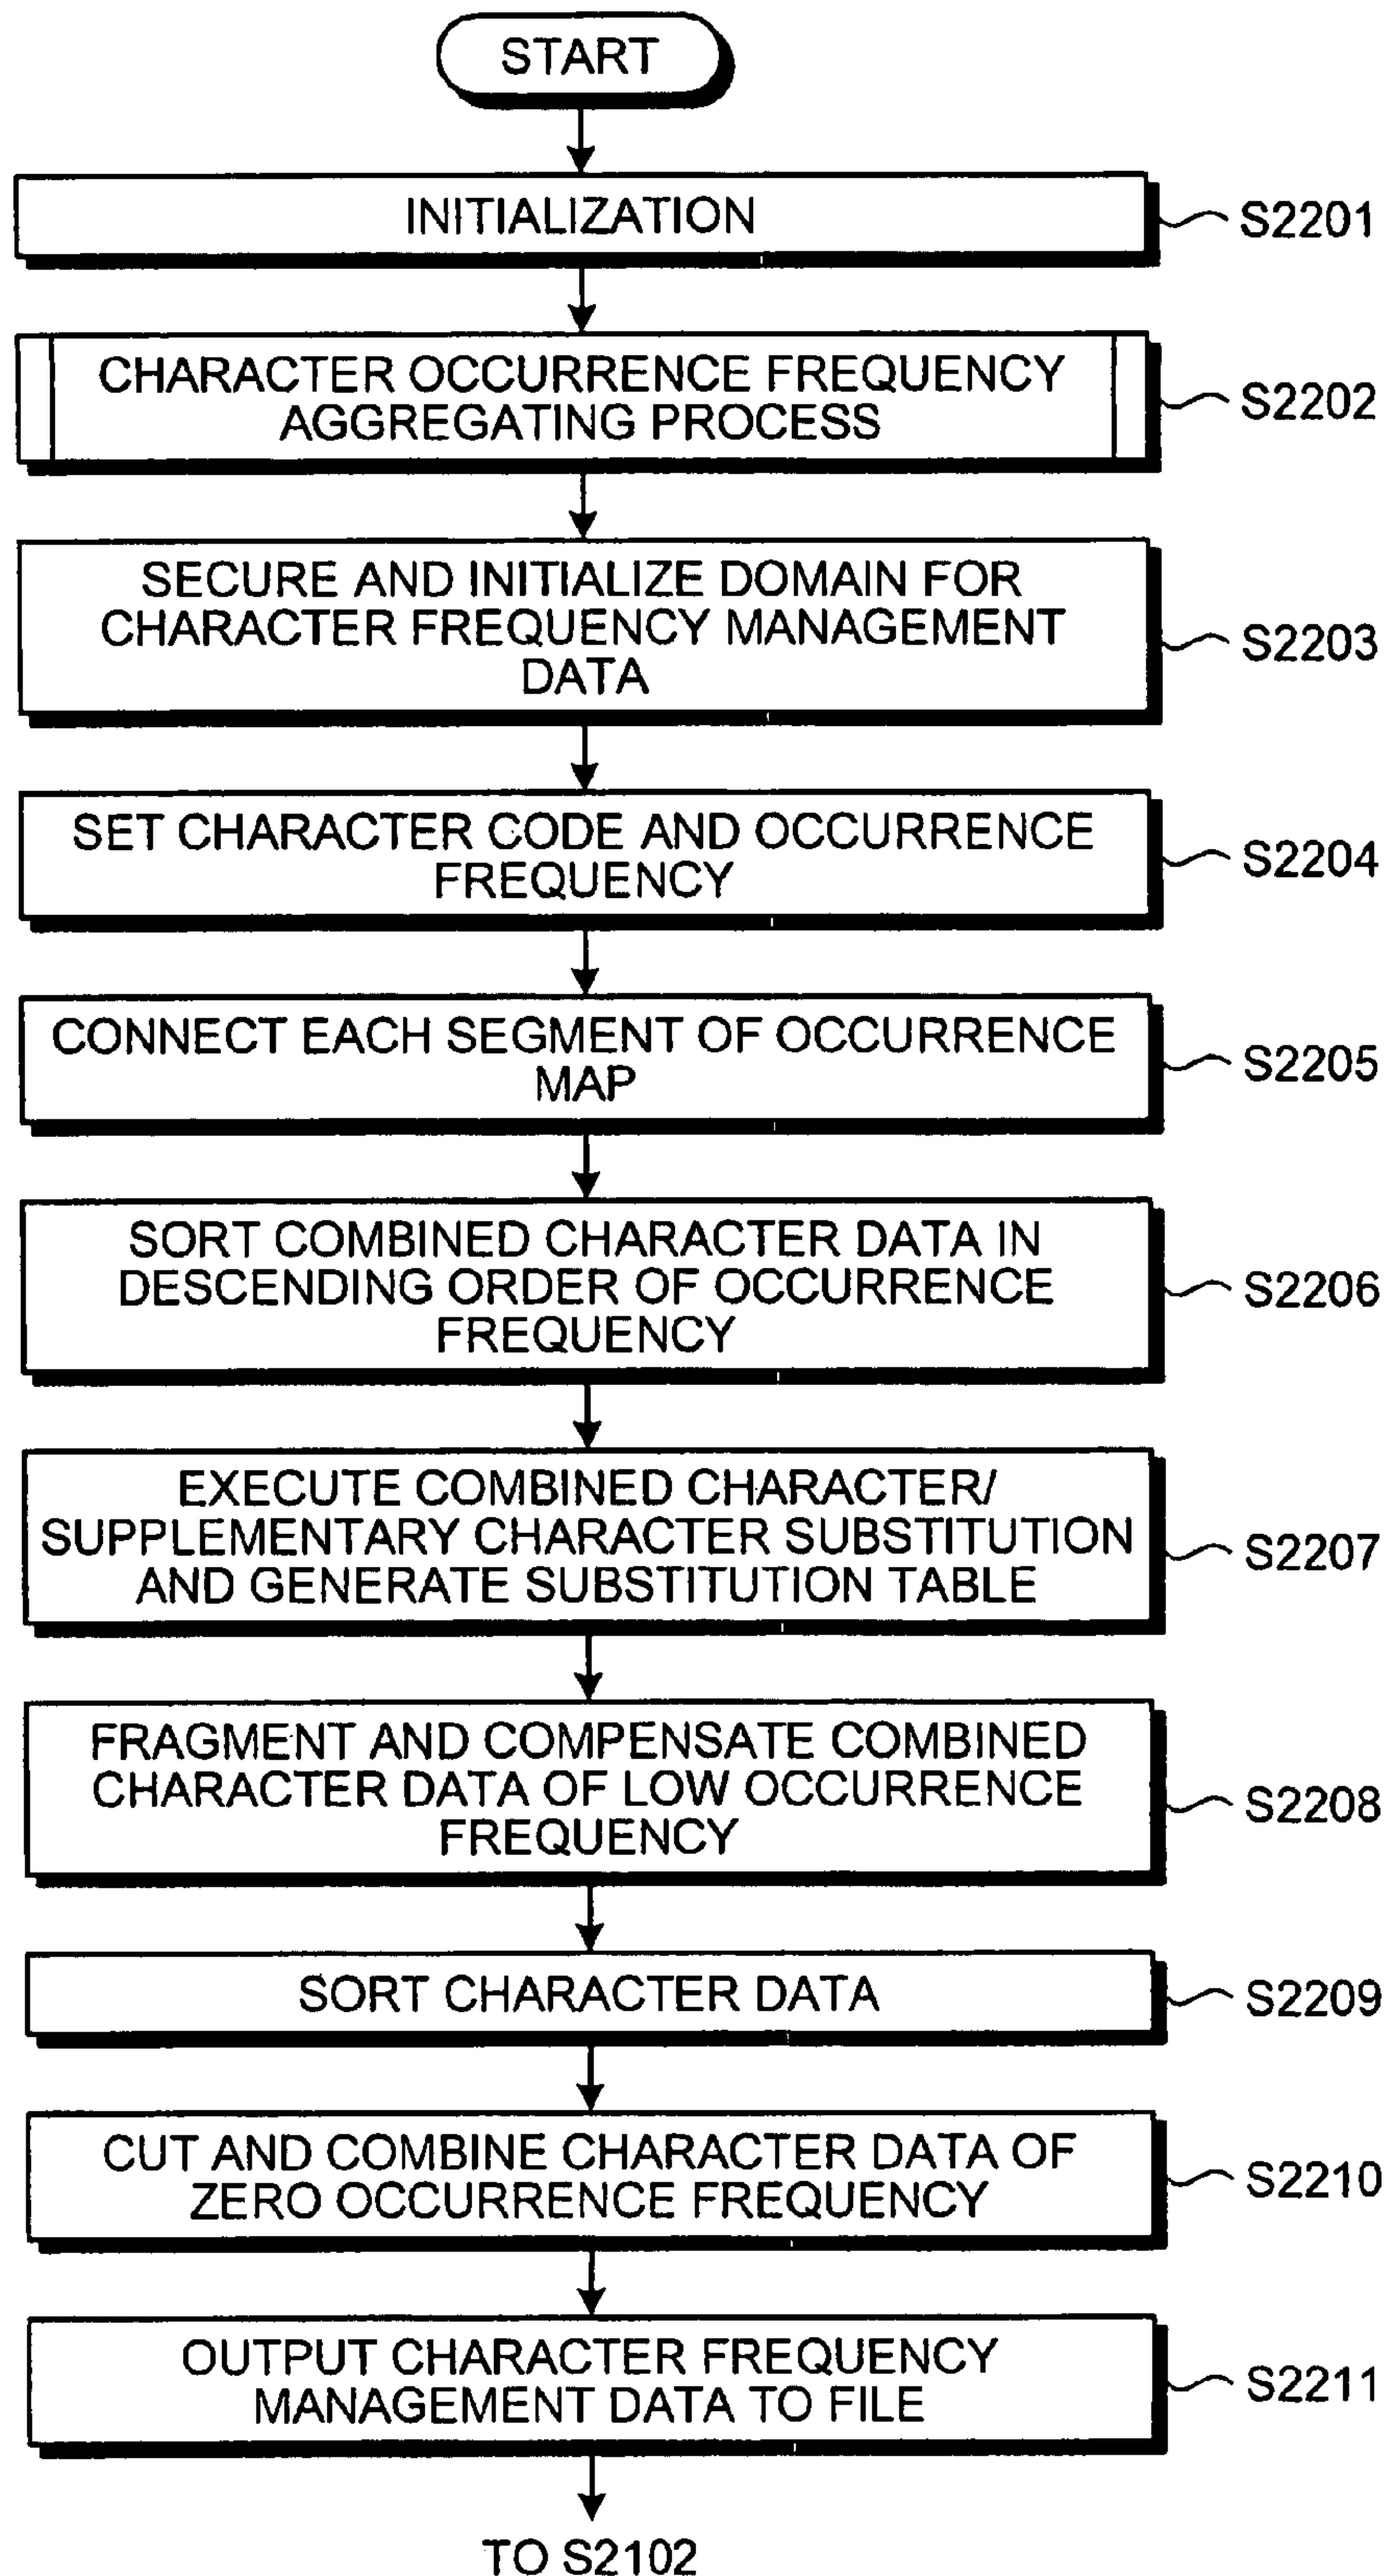 START
INITIALIZATION
S2201
CHARACTER OCCURRENCE FREQUENCY
AGGREGATING PROCESS
S2202
SECURE AND INITIALIZE DOMAIN FOR
CHARACTER FREQUENCY MANAGEMENT
DATA
S2203
SET CHARACTER CODE AND OCCURRENCE
FREQUENCY
S2204
CONNECT EACH SEGMENT OF OCCURRENCE
MAP
S2205
SORT COMBINED CHARACTER DATA IN
DESCENDING ORDER OF OCCURRENCE
FREQUENCY
S2206
EXECUTE COMBINED CHARACTER/
SUPPLEMENTARY CHARACTER SUBSTITUTION
AND GENERATE SUBSTITUTION TABLE
S2207
FRAGMENT AND COMPENSATE COMBINED
CHARACTER DATA OF LOW OCCURRENCE
FREQUENCY
S2208
SORT CHARACTER DATA
S2209
CUT AND COMBINE CHARACTER DATA OF
ZERO OCCURRENCE FREQUENCY
S2210
OUTPUT CHARACTER FREQUENCY
MANAGEMENT DATA TO FILE
S2211
TO S2102